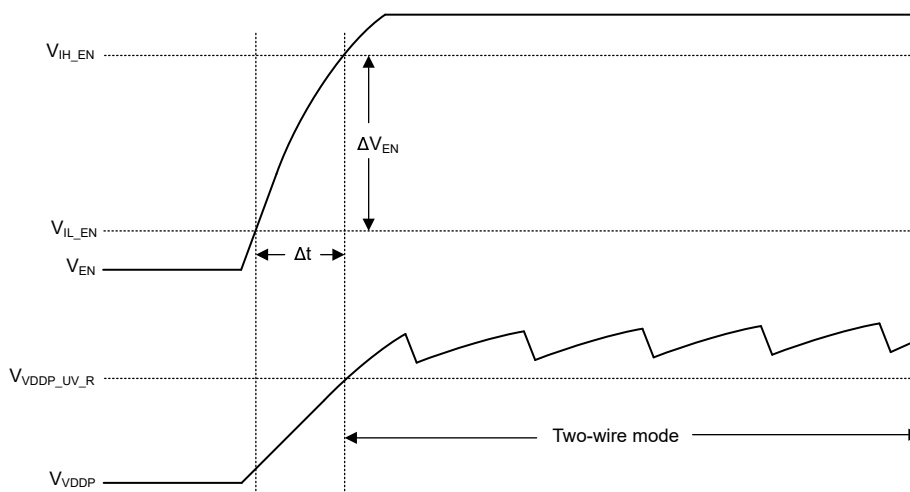 V_IH_EN
ΔV_EN
V_IL_EN
Δt
V_EN
V_VDDP_UV_R
Two-wire mode
V_VDDP